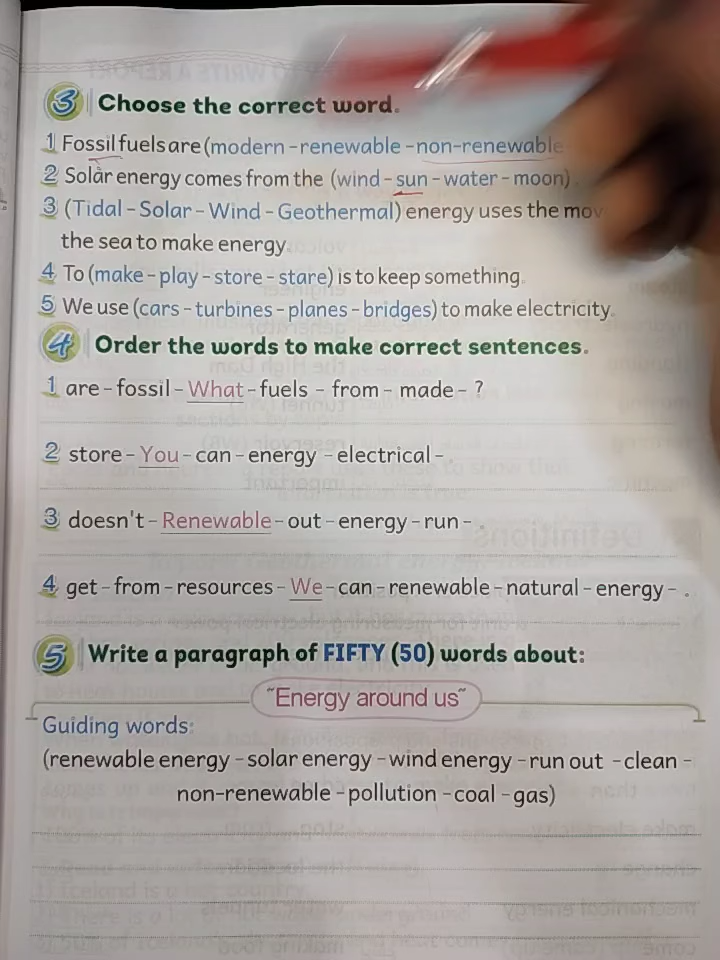 3 Choose the correct word.
1 Fossil fuels are (modern - renewable - non-renewable
2 Solar energy comes from the (wind - sun - water - moon).
3 (Tidal - Solar - Wind - Geothermal) energy uses the mov
the sea to make energy.
4 To (make - play - store - stare) is to keep something.
5 We use (cars - turbines - planes - bridges) to make electricity.
4 Order the words to make correct sentences.
1 are - fossil - What - fuels - from - made - ?
2 store - You - can - energy - electrical - .
3 doesn't - Renewable - out - energy - run - .
4 get - from - resources - We - can - renewable - natural - energy - .
5 Write a paragraph of FIFTY (50) words about:
"Energy around us"
Guiding words:
(renewable energy - solar energy - wind energy - run out - clean -
non-renewable - pollution - coal - gas)